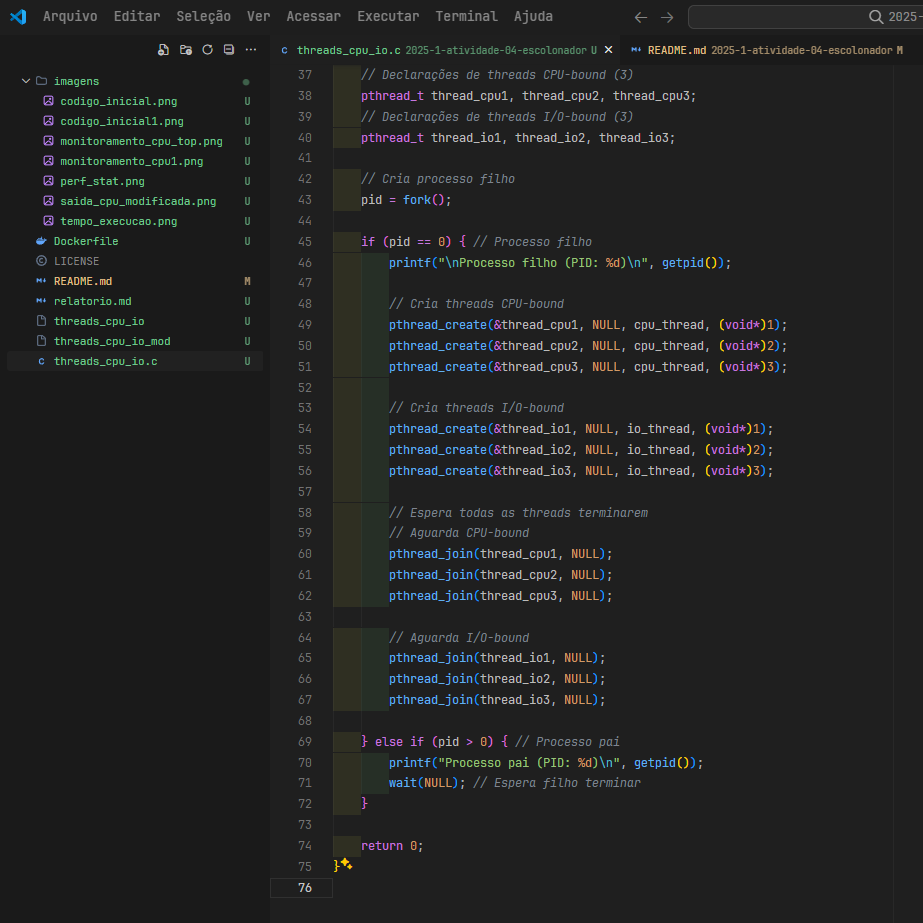 Arquivo Editar Seleção Ver Acessar Executar Terminal Ajuda
2025-
threads_cpu_io.c 2025-1-atividade-04-escolonador U
README.md 2025-1-atividade-04-escolonador M
imagens
codigo_inicial.png U
codigo_inicial1.png U
monitoramento_cpu_top.png U
monitoramento_cpu1.png U
perf_stat.png U
saida_cpu_modificada.png U
tempo_execucao.png U
Dockerfile U
LICENSE
README.md M
relatorio.md U
threads_cpu_io U
threads_cpu_io_mod U
threads_cpu_io.c U
37 // Declarações de threads CPU-bound (3)
38 pthread_t thread_cpu1, thread_cpu2, thread_cpu3;
39 // Declarações de threads I/O-bound (3)
40 pthread_t thread_io1, thread_io2, thread_io3;
41
42 // Cria processo filho
43 pid = fork();
44
45 if (pid == 0) { // Processo filho
46 printf("\nProcesso filho (PID: %d)\n", getpid());
47
48 // Cria threads CPU-bound
49 pthread_create(&thread_cpu1, NULL, cpu_thread, (void*)1);
50 pthread_create(&thread_cpu2, NULL, cpu_thread, (void*)2);
51 pthread_create(&thread_cpu3, NULL, cpu_thread, (void*)3);
52
53 // Cria threads I/O-bound
54 pthread_create(&thread_io1, NULL, io_thread, (void*)1);
55 pthread_create(&thread_io2, NULL, io_thread, (void*)2);
56 pthread_create(&thread_io3, NULL, io_thread, (void*)3);
57
58 // Espera todas as threads terminarem
59 // Aguarda CPU-bound
60 pthread_join(thread_cpu1, NULL);
61 pthread_join(thread_cpu2, NULL);
62 pthread_join(thread_cpu3, NULL);
63
64 // Aguarda I/O-bound
65 pthread_join(thread_io1, NULL);
66 pthread_join(thread_io2, NULL);
67 pthread_join(thread_io3, NULL);
68
69 } else if (pid > 0) { // Processo pai
70 printf("Processo pai (PID: %d)\n", getpid());
71 wait(NULL); // Espera filho terminar
72 }
73
74 return 0;
75 }
76